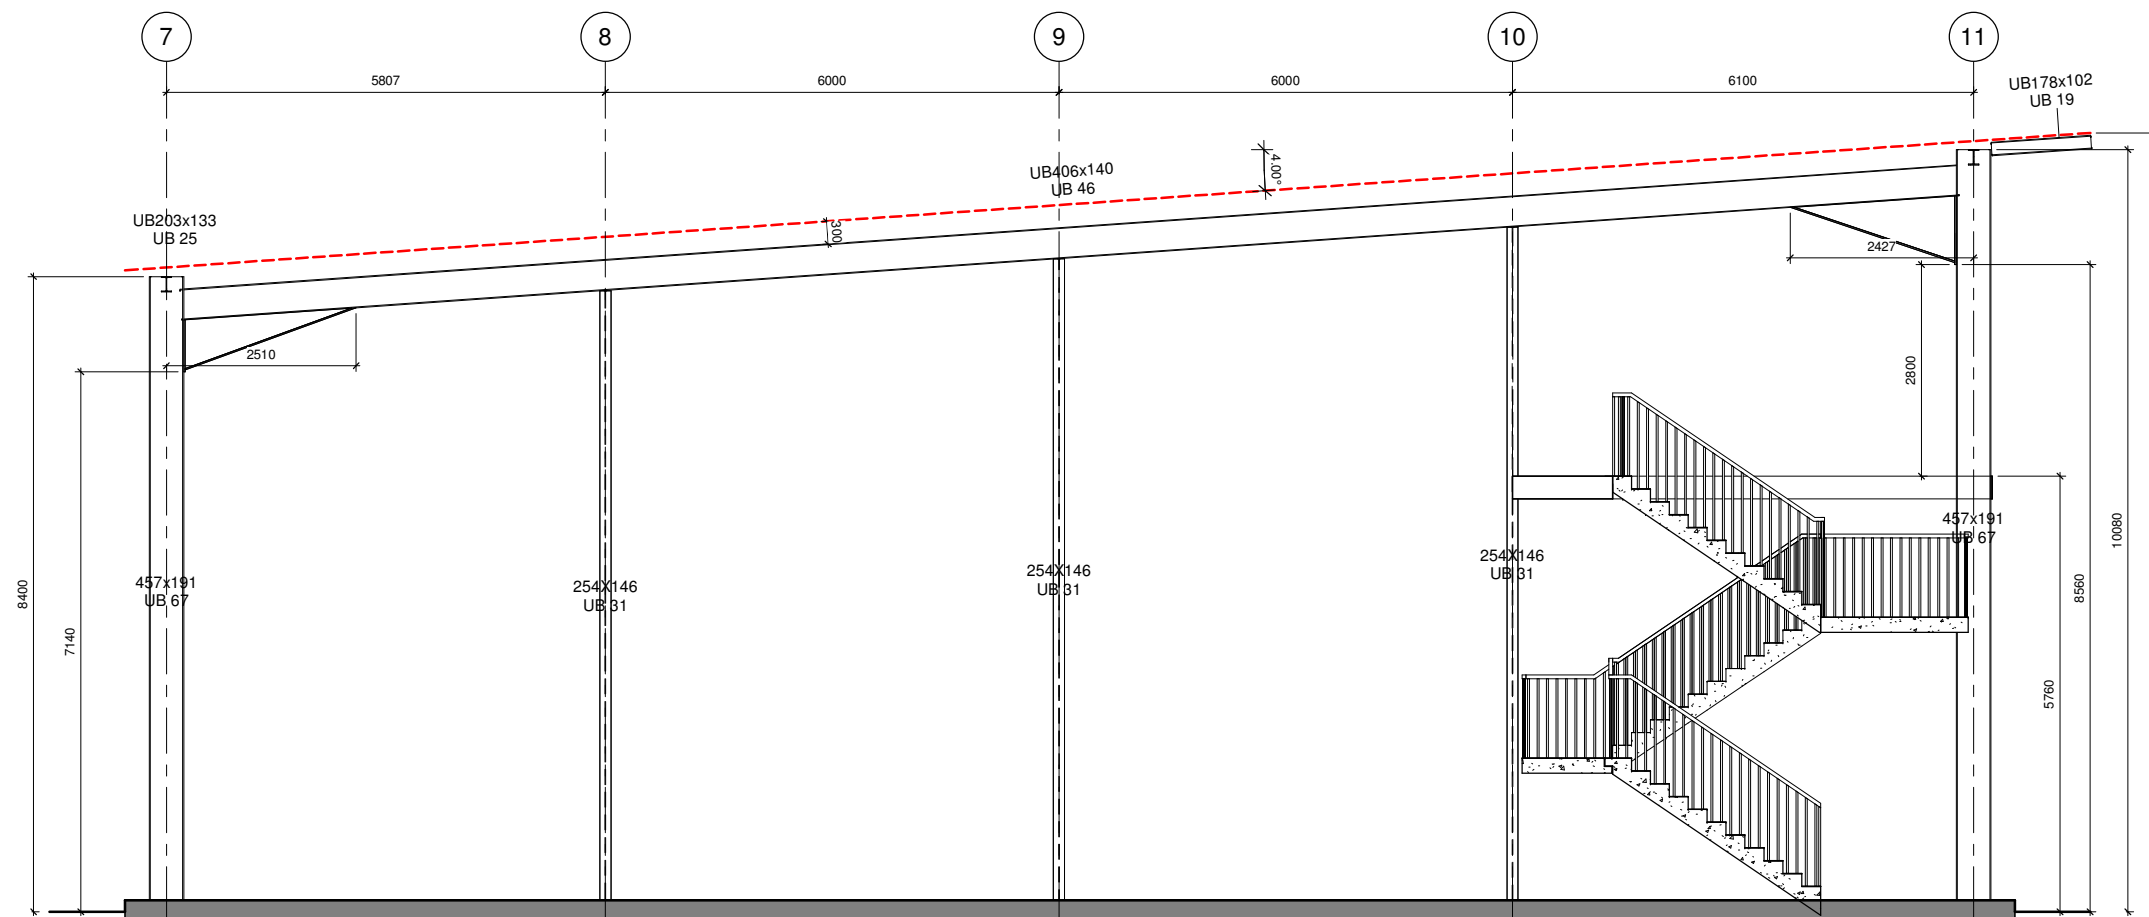 7
8
9
10
11
5807
6000
6000
6100
UB178x102
UB 19
4.00°
UB406x140
UB 46
UB203x133
UB 25
300
2427
2510
2800
457x191
UB 67
10080
254X146
UB 31
254X146
UB 31
457x191
UB 67
254X146
UB 31
8400
8560
7140
5760